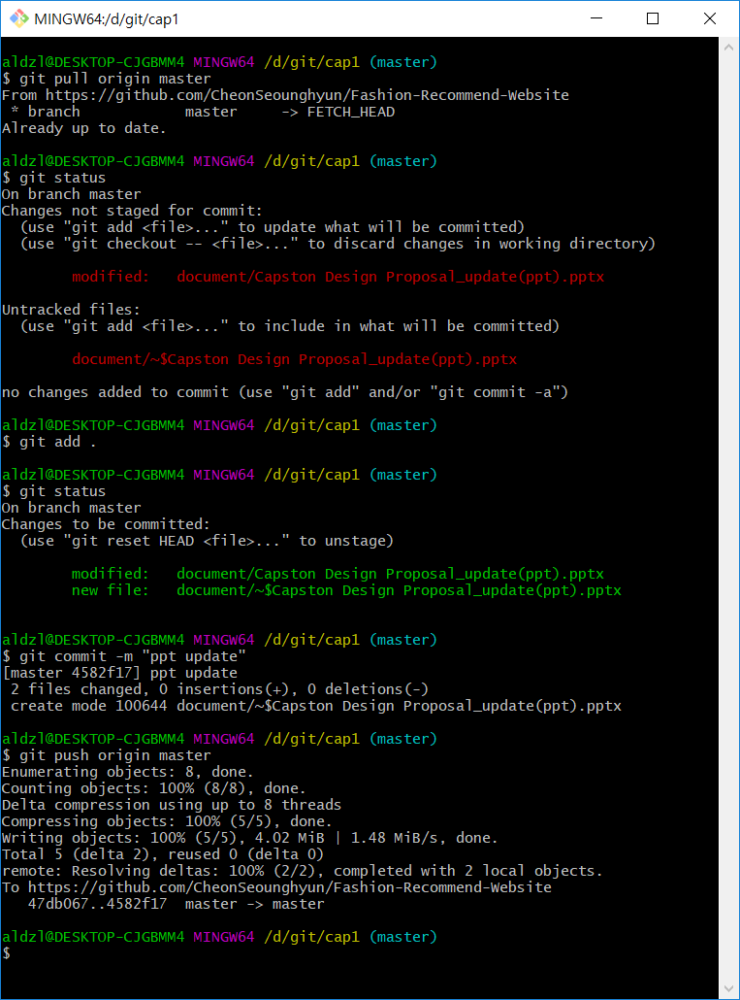 MINGW64:/d/git/cap1
aldzl@DESKTOP-CJGBMM4 MINGW64 /d/git/cap1 (master)
$ git pull origin master
From https://github.com/CheonSeounghyun/Fashion-Recommend-Website
 * branch            master     -> FETCH_HEAD
Already up to date.
aldzl@DESKTOP-CJGBMM4 MINGW64 /d/git/cap1 (master)
$ git status
On branch master
Changes not staged for commit:
  (use "git add <file>..." to update what will be committed)
  (use "git checkout -- <file>..." to discard changes in working directory)
        modified:   document/Capston Design Proposal_update(ppt).pptx
Untracked files:
  (use "git add <file>..." to include in what will be committed)
        document/~$Capston Design Proposal_update(ppt).pptx
no changes added to commit (use "git add" and/or "git commit -a")
aldzl@DESKTOP-CJGBMM4 MINGW64 /d/git/cap1 (master)
$ git add .
aldzl@DESKTOP-CJGBMM4 MINGW64 /d/git/cap1 (master)
$ git status
On branch master
Changes to be committed:
  (use "git reset HEAD <file>..." to unstage)
        modified:   document/Capston Design Proposal_update(ppt).pptx
        new file:   document/~$Capston Design Proposal_update(ppt).pptx
aldzl@DESKTOP-CJGBMM4 MINGW64 /d/git/cap1 (master)
$ git commit -m "ppt update"
[master 4582f17] ppt update
 2 files changed, 0 insertions(+), 0 deletions(-)
 create mode 100644 document/~$Capston Design Proposal_update(ppt).pptx
aldzl@DESKTOP-CJGBMM4 MINGW64 /d/git/cap1 (master)
$ git push origin master
Enumerating objects: 8, done.
Counting objects: 100% (8/8), done.
Delta compression using up to 8 threads
Compressing objects: 100% (5/5), done.
Writing objects: 100% (5/5), 4.02 MiB | 1.48 MiB/s, done.
Total 5 (delta 2), reused 0 (delta 0)
remote: Resolving deltas: 100% (2/2), completed with 2 local objects.
To https://github.com/CheonSeounghyun/Fashion-Recommend-Website
   47db067..4582f17  master -> master
aldzl@DESKTOP-CJGBMM4 MINGW64 /d/git/cap1 (master)
$